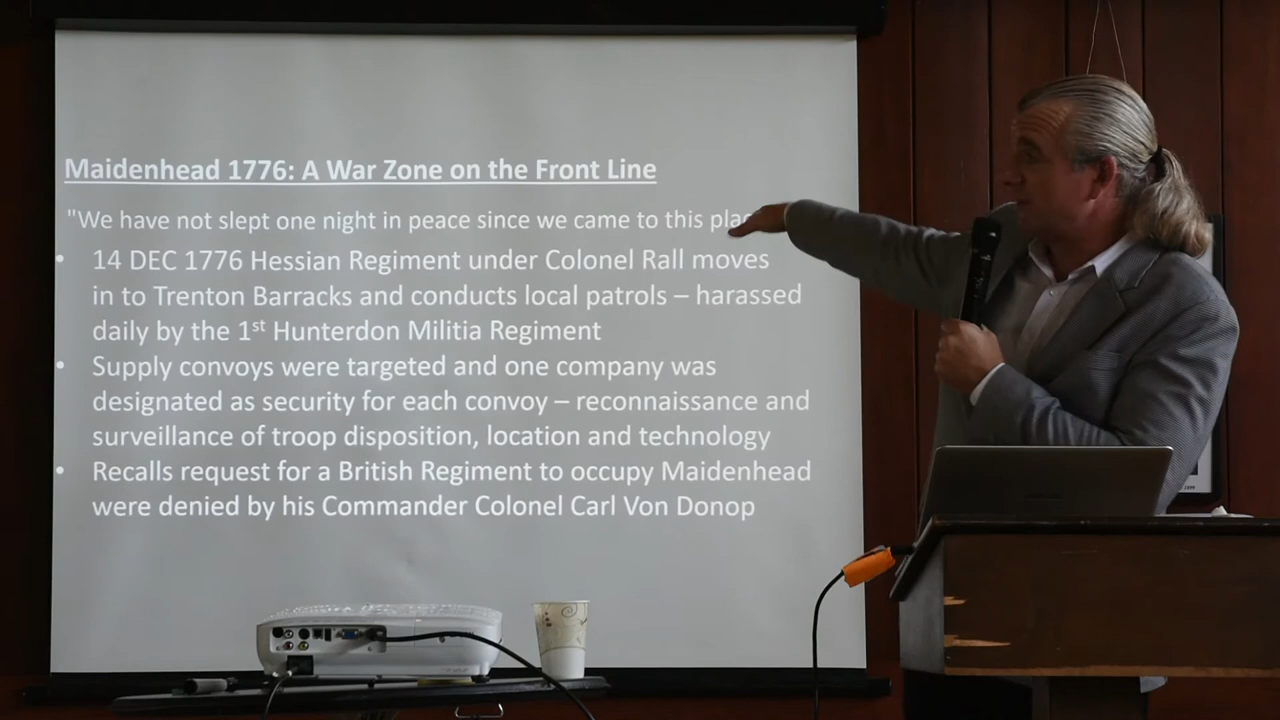 Maidenhead 1776: A War Zone on the Front Line
"We have not slept one night in peace since we came to this
• 14 DEC 1776 Hessian Regiment under Colonel Rall moves
in to Trenton Barracks and conducts local patrols – harassed
daily by the 1st Hunterdon Militia Regiment
• Supply convoys were targeted and one company was
designated as security for each convoy – reconnaissance and
surveillance of troop disposition, location and technology
• Recalls request for a British Regiment to occupy Maidenhead
were denied by his Commander Colonel Carl Von Donop